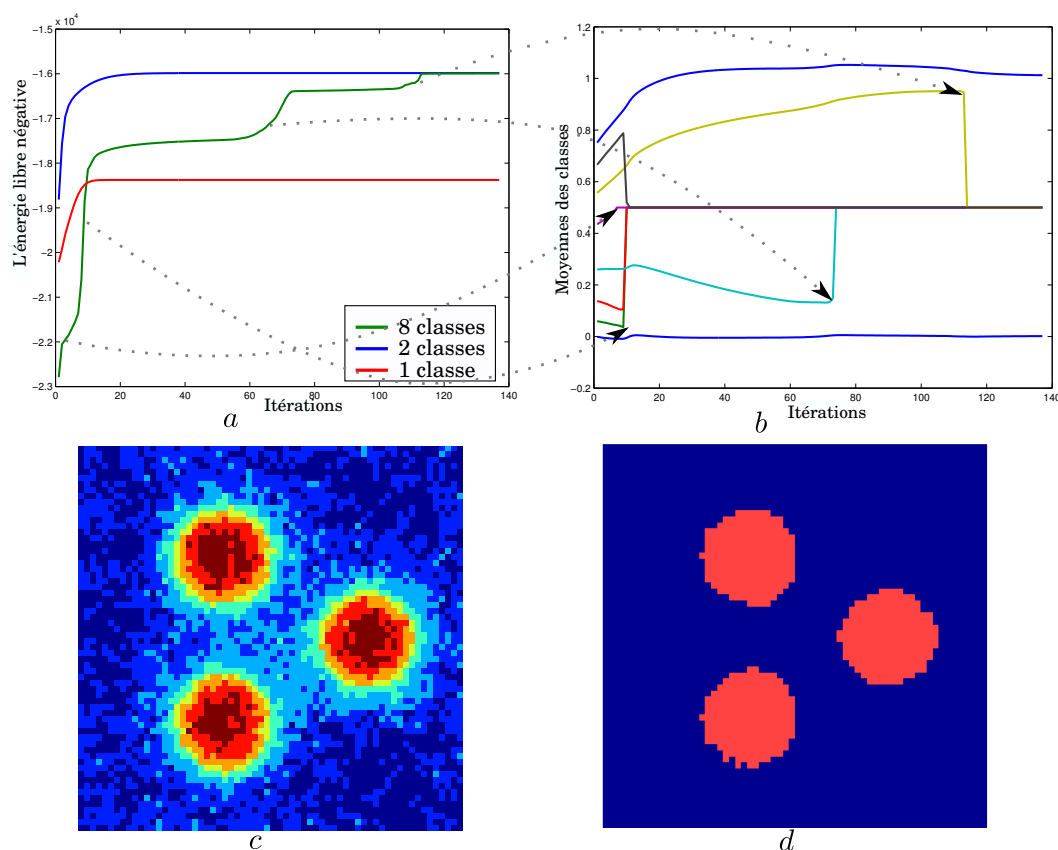 x 10⁴
-1.5
-1.6
-1.7
-1.8
-1.9
-2
-2.1
-2.2
-2.3
0 20 40 60 80 100 120 140
L'énergie libre négative
Itérations
8 classes
2 classes
1 classe
a
1.2
1
0.8
0.6
0.4
0.2
0
-0.2
0 20 40 60 80 100 120 140
Moyennes des classes
Itérations
b
c
d